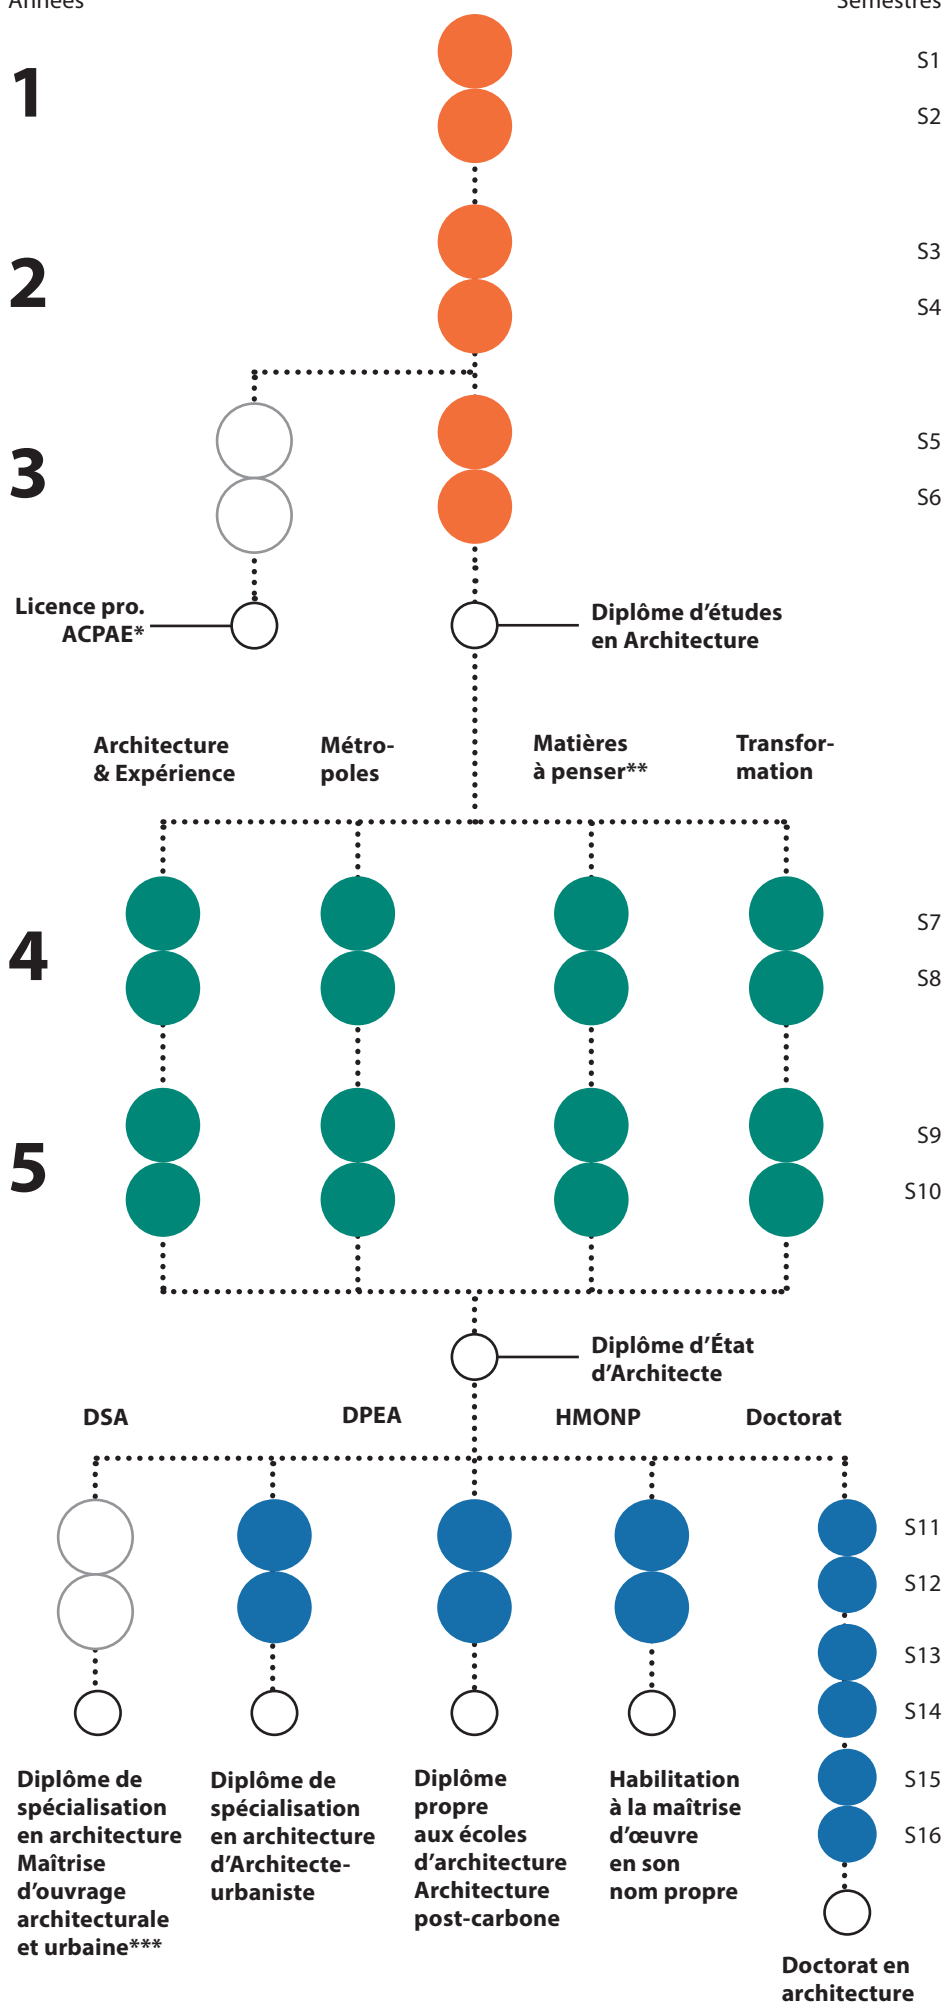 Années
Semestres
1
S1
S2
2
S3
S4
3
S5
S6
Licence pro.
ACPAE*
Diplôme d'études
en Architecture
Architecture
& Expérience
Métro-
poles
Matières
à penser**
Transfor-
mation
4
S7
S8
5
S9
S10
Diplôme d'État
d'Architecte
DSA
DPEA
HMONP
Doctorat
S11
S12
S13
S14
S15
S16
Diplôme de
spécialisation
en architecture
Maîtrise
d'ouvrage
architecturale
et urbaine***
Diplôme de
spécialisation
en architecture
d'Architecte-
urbaniste
Diplôme
propre
aux écoles
d'architecture
Architecture
post-carbone
Habilitation
à la maîtrise
d'œuvre
en son
nom propre
Doctorat en
architecture